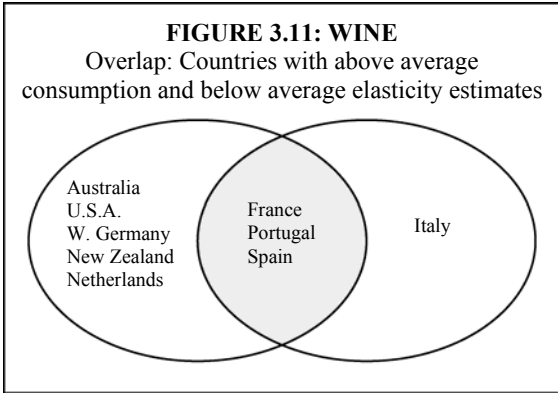 FIGURE 3.11: WINE
Overlap: Countries with above average
consumption and below average elasticity estimates
Australia
U.S.A.
W. Germany
New Zealand
Netherlands
France
Portugal
Spain
Italy